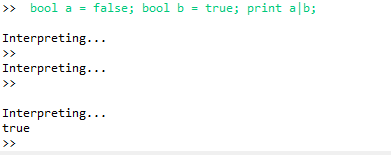 >> bool a = false; bool b = true; print a|b;
Interpreting...
>>
Interpreting...
>>
Interpreting...
true
>>